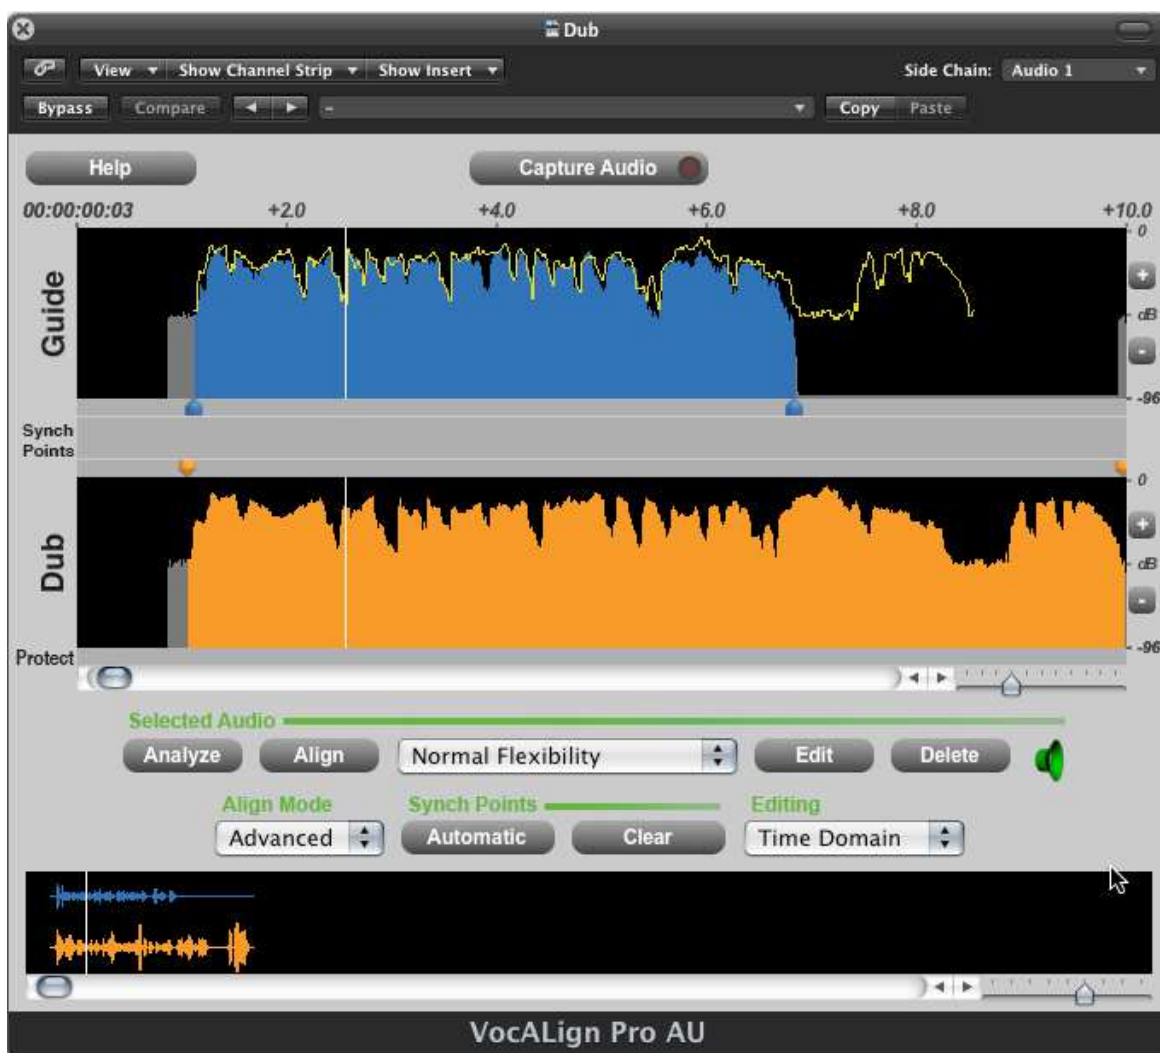 Dub
View Show Channel Strip Show Insert Side Chain: Audio 1
Bypass Compare - Copy Paste
Help Capture Audio
00:00:00:03 +2.0 +4.0 +6.0 +8.0 +10.0
0
+
Guide dB
-
-96
Synch
Points
0
+
Dub dB
-
-96
Protect
Selected Audio
Analyze Align Normal Flexibility Edit Delete
Align Mode Synch Points Editing
Advanced Automatic Clear Time Domain
VocALign Pro AU